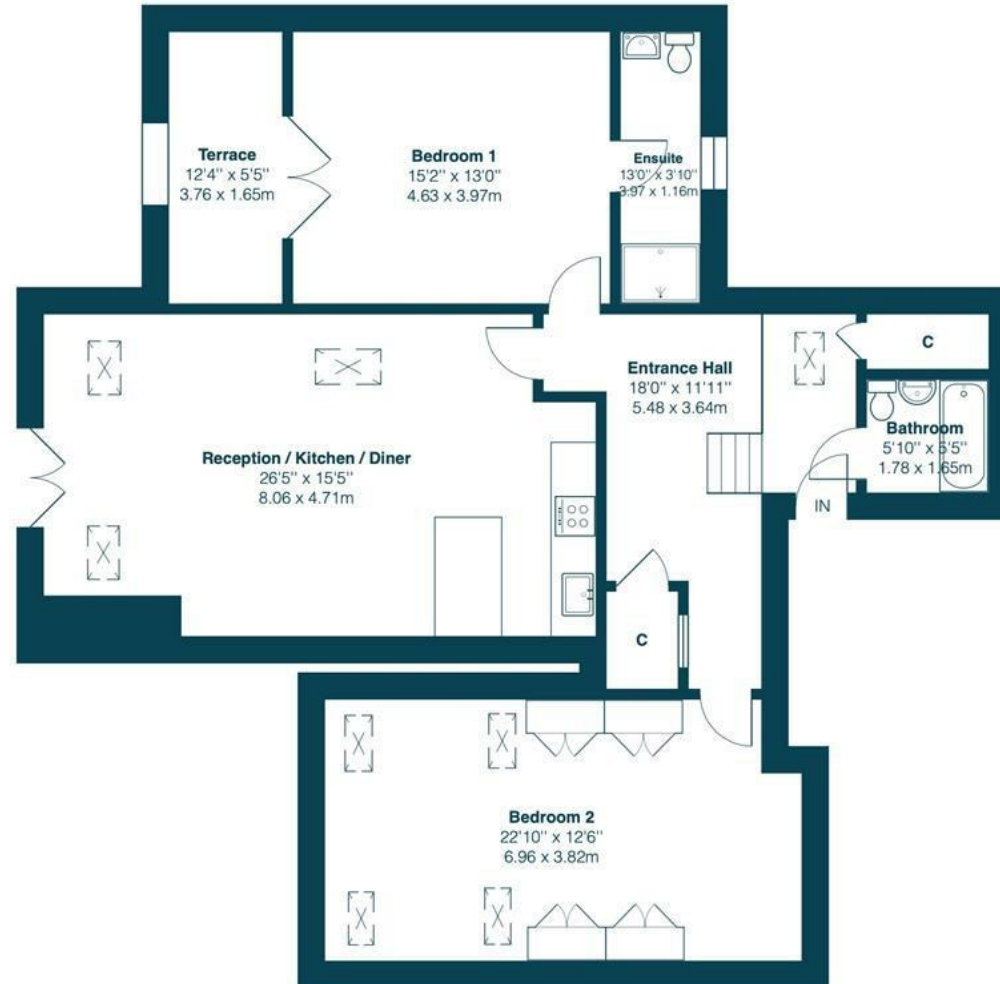 Terrace
12'4" x 5'5"
3.76 x 1.65m
Bedroom 1
15'2" x 13'0"
4.63 x 3.97m
Ensuite
13'0" x 3'10"
3.97 x 1.16m
C
Entrance Hall
18'0" x 11'11"
5.48 x 3.64m
Bathroom
5'10" x 5'5"
1.78 x 1.65m
Reception / Kitchen / Diner
26'5" x 15'5"
8.06 x 4.71m
IN
C
Bedroom 2
22'10" x 12'6"
6.96 x 3.82m